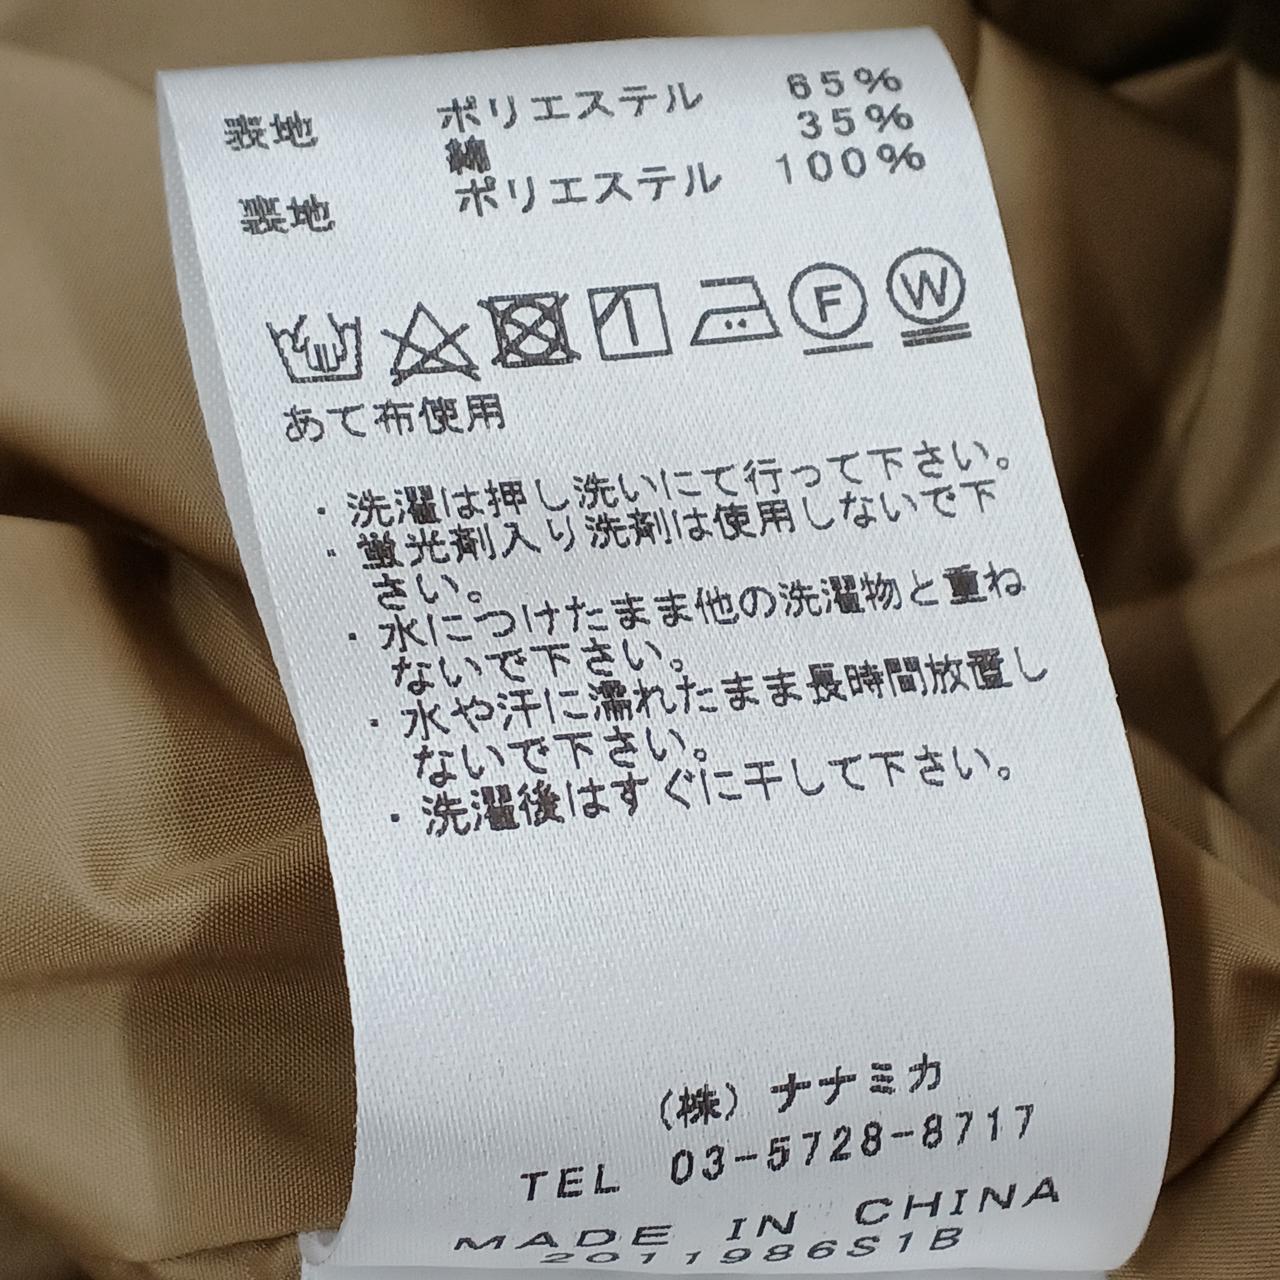 表地 ポリエステル 65%
綿 35%
表地 ポリエステル 100%
F W
あて布使用
・洗濯は押し洗いにて行って下さい。
・蛍光剤入り洗剤は使用しないで下
さい。
・水につけたまま他の洗濯物と重ね
ないで下さい。
・水や汗に濡れたまま長時間放置し
ないで下さい。
・洗濯後はすぐに干して下さい。
(株) ナナミカ
TEL 03-5728-8717
MADE IN CHINA
2011986S1B